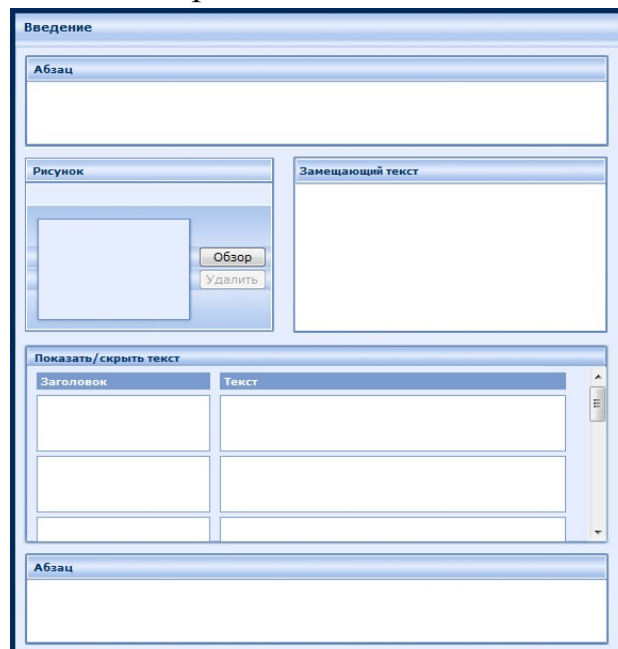 Введение
Абзац
Рисунок
Замещающий текст
Обзор
Удалить
Показать/скрыть текст
Заголовок Текст
Абзац